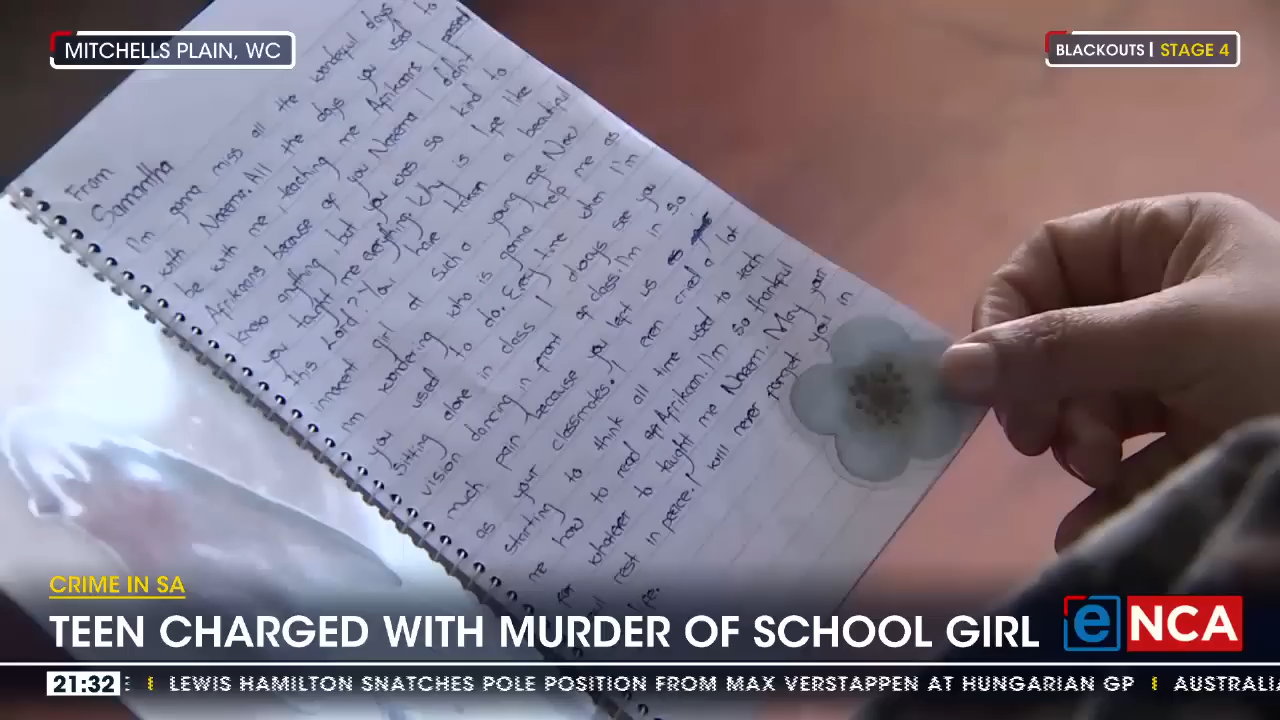 MITCHELLS PLAIN, WC
BLACKOUTS | STAGE 4
From
Samantha
I'm gonna miss all the wonderful days
with Naeema. All the days you used to
be with me, teaching me Afrikaans I passed
Afrikaans because of you Naeema. I didn't
know anything but you was so kind to
you taught me everything. Why is life like
this Lord? You have taken a beautiful
innocent girl at such a young age. Now
I'm wondering who is gonna help me as
you used to do. Every time when I'm
sitting alone in class I always see you
vision dancing in front of class. I'm in so
much pain because you left us as
as your classmates. I even cried a lot
starting to think all time used to teach
me how to read Afrikaan. I'm so thankful
for whatever to taught me Naeem. May your
soul rest in peace. I will never forget you in
life.
CRIME IN SA
TEEN CHARGED WITH MURDER OF SCHOOL GIRL
eNCA
21:32 LEWIS HAMILTON SNATCHES POLE POSITION FROM MAX VERSTAPPEN AT HUNGARIAN GP AUSTRALIA